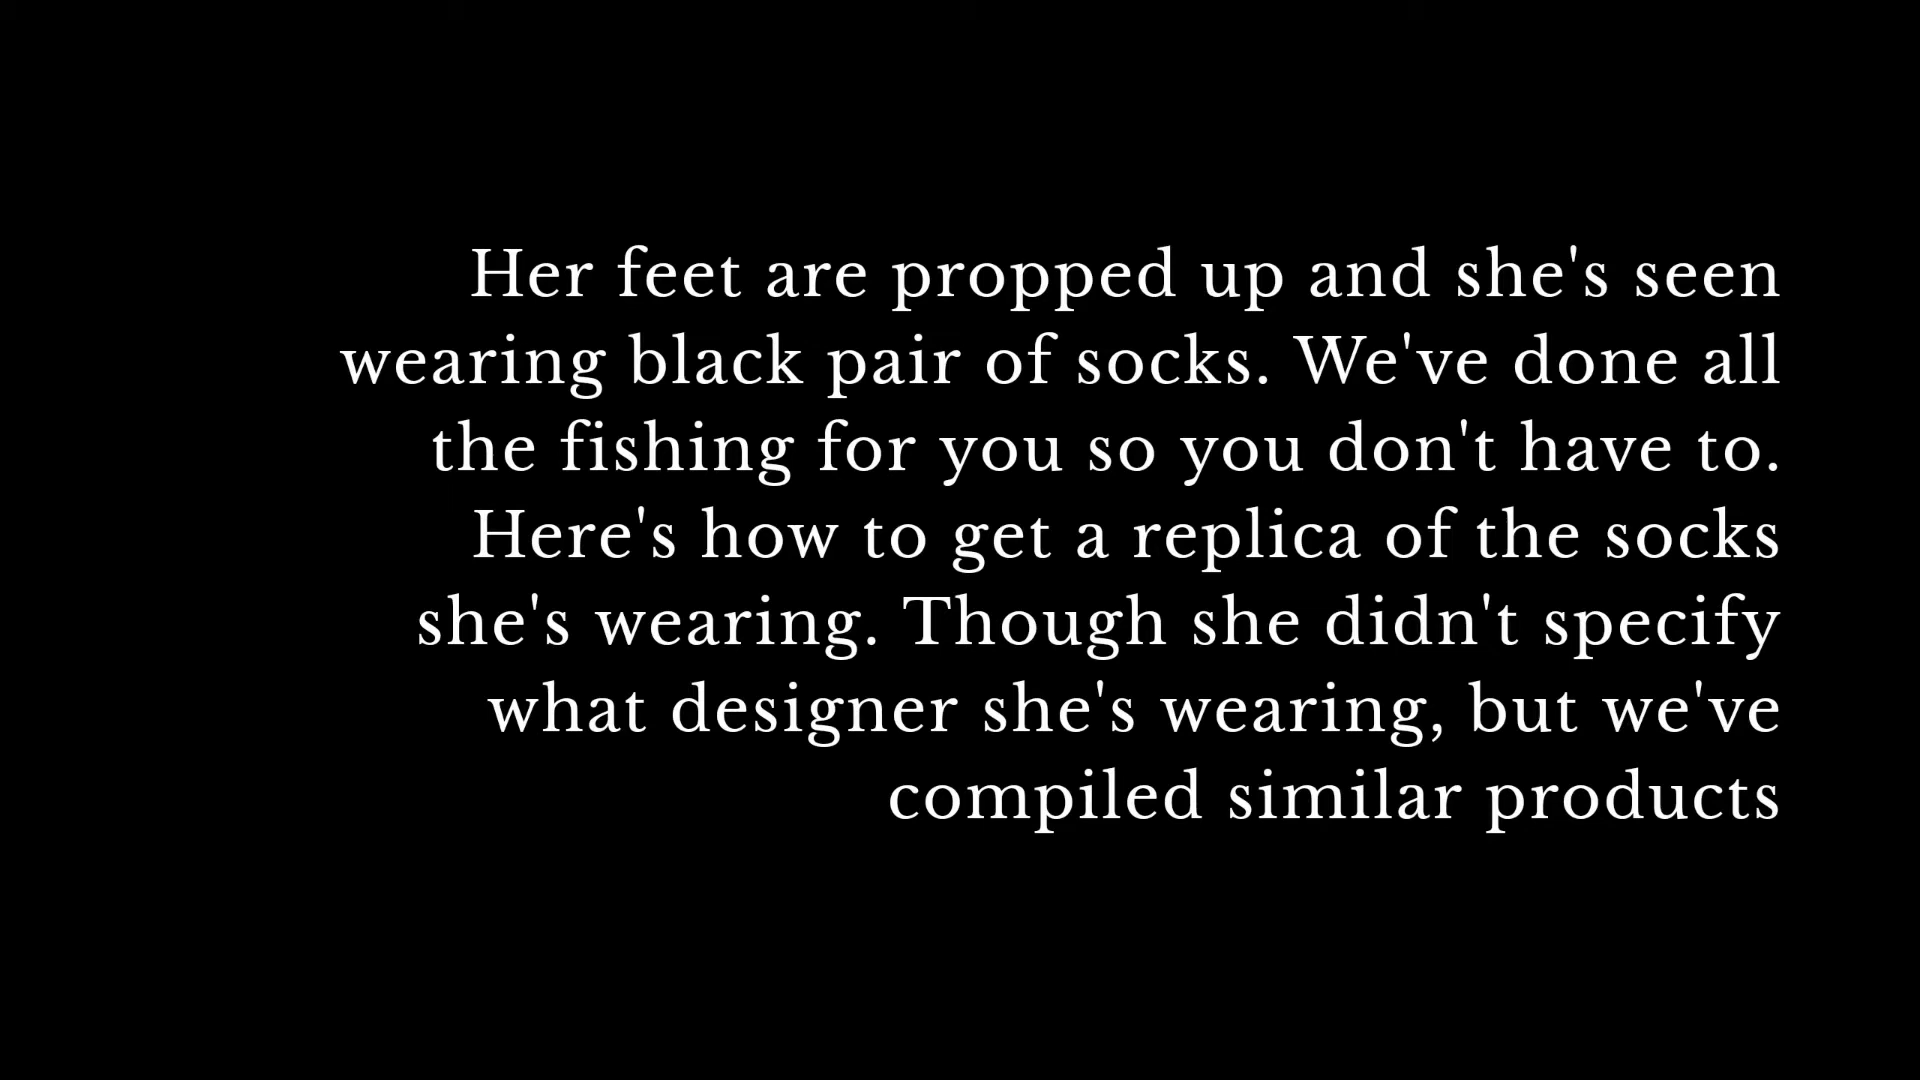 Her feet are propped up and she's seen
wearing black pair of socks. We've done all
the fishing for you so you don't have to.
Here's how to get a replica of the socks
she's wearing. Though she didn't specify
what designer she's wearing, but we've
compiled similar products